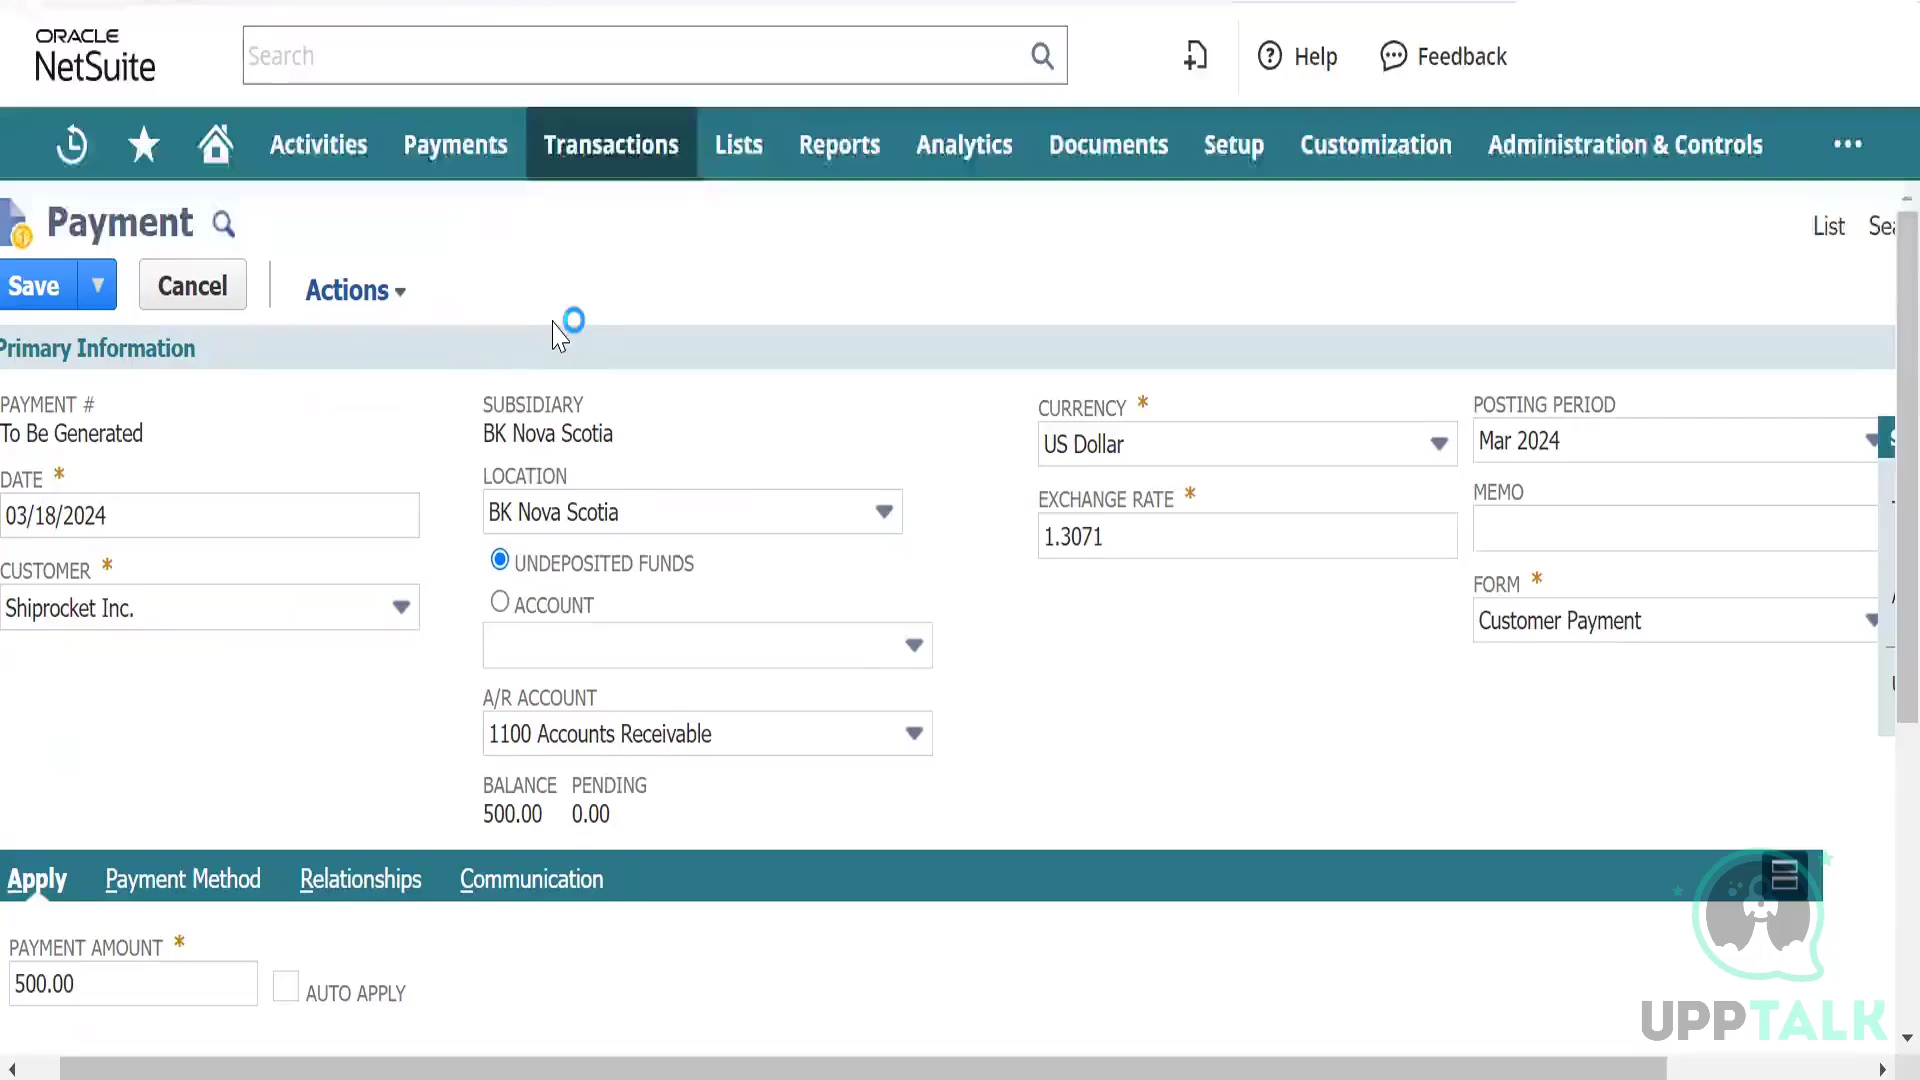 ORACLE
NetSuite
Search
Help
Feedback
Activities
Payments
Transactions
Lists
Reports
Analytics
Documents
Setup
Customization
Administration & Controls
Payment
List
Save
Cancel
Actions
Primary Information
PAYMENT #
To Be Generated
DATE *
03/18/2024
CUSTOMER *
Shiprocket Inc.
SUBSIDIARY
BK Nova Scotia
LOCATION
BK Nova Scotia
UNDEPOSITED FUNDS
ACCOUNT
A/R ACCOUNT
1100 Accounts Receivable
BALANCE PENDING
500.00 0.00
CURRENCY *
US Dollar
EXCHANGE RATE *
1.3071
POSTING PERIOD
Mar 2024
MEMO
FORM *
Customer Payment
Apply
Payment Method
Relationships
Communication
PAYMENT AMOUNT *
500.00
AUTO APPLY
UPPTALK